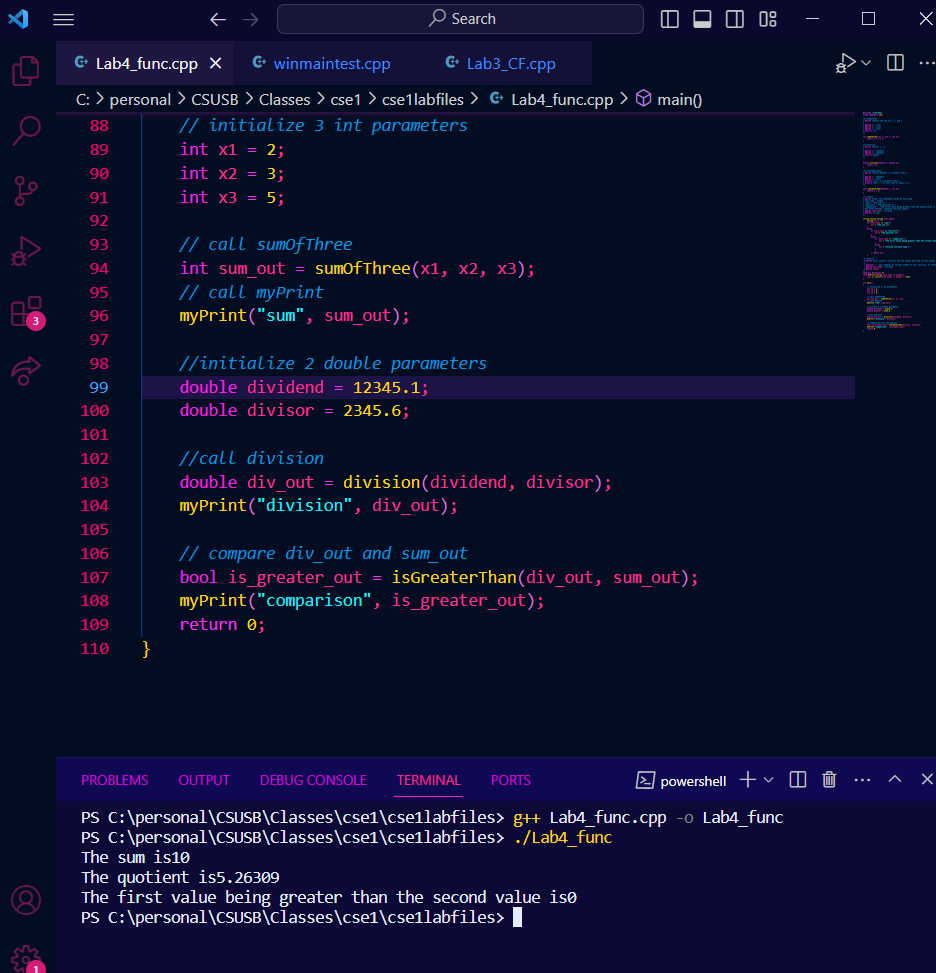 Search
Lab4_func.cpp
winmaintest.cpp
Lab3_CF.cpp
C: > personal > CSUSB > Classes > cse1 > cse1labfiles > Lab4_func.cpp > main()
88 // initialize 3 int parameters
89 int x1 = 2;
90 int x2 = 3;
91 int x3 = 5;
92
93 // call sumOfThree
94 int sum_out = sumOfThree(x1, x2, x3);
95 // call myPrint
96 myPrint("sum", sum_out);
97
98 //initialize 2 double parameters
99 double dividend = 12345.1;
100 double divisor = 2345.6;
101
102 //call division
103 double div_out = division(dividend, divisor);
104 myPrint("division", div_out);
105
106 // compare div_out and sum_out
107 bool is_greater_out = isGreaterThan(div_out, sum_out);
108 myPrint("comparison", is_greater_out);
109 return 0;
110 }
3
PROBLEMS OUTPUT DEBUG CONSOLE TERMINAL PORTS powershell
PS C:\personal\CSUSB\Classes\cse1\cse1labfiles> g++ Lab4_func.cpp -o Lab4_func
PS C:\personal\CSUSB\Classes\cse1\cse1labfiles> ./Lab4_func
The sum is10
The quotient is5.26309
The first value being greater than the second value is0
PS C:\personal\CSUSB\Classes\cse1\cse1labfiles>
1